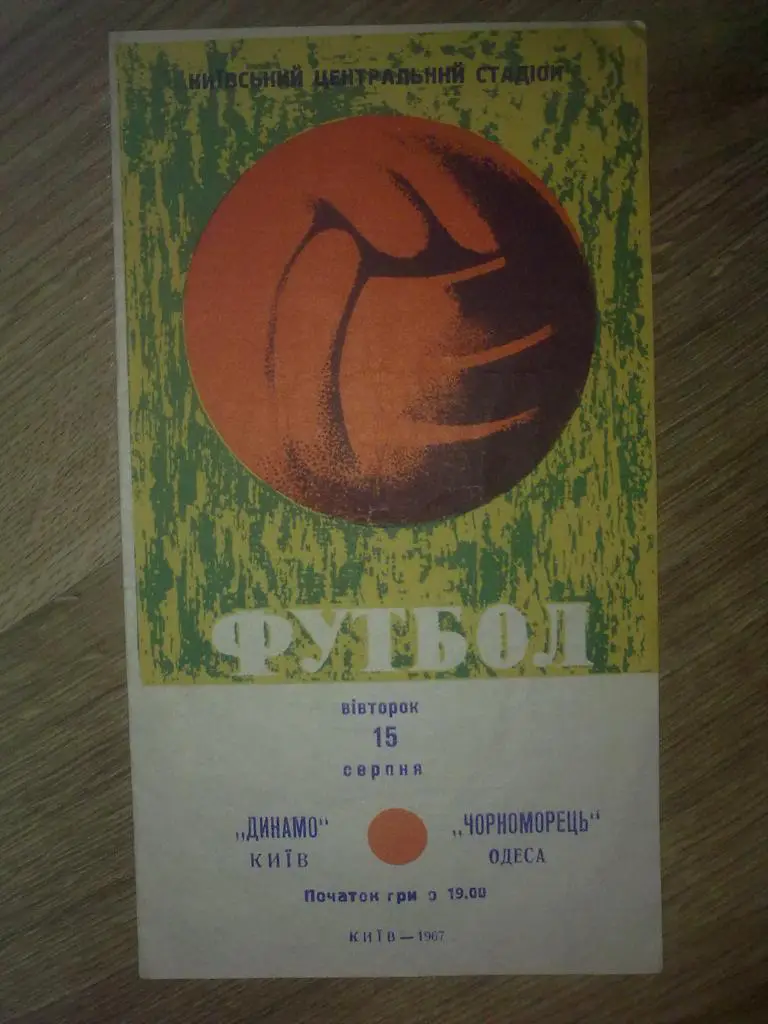 КИЇВСЬКИЙ ЦЕНТРАЛЬНИЙ СТАДІОН
ФУТБОЛ
вівторок
15
серпня
„ДИНАМО" „ЧОРНОМОРЕЦЬ"
КИЇВ ОДЕСА
Початок гри о 19.00
КИЇВ—1967